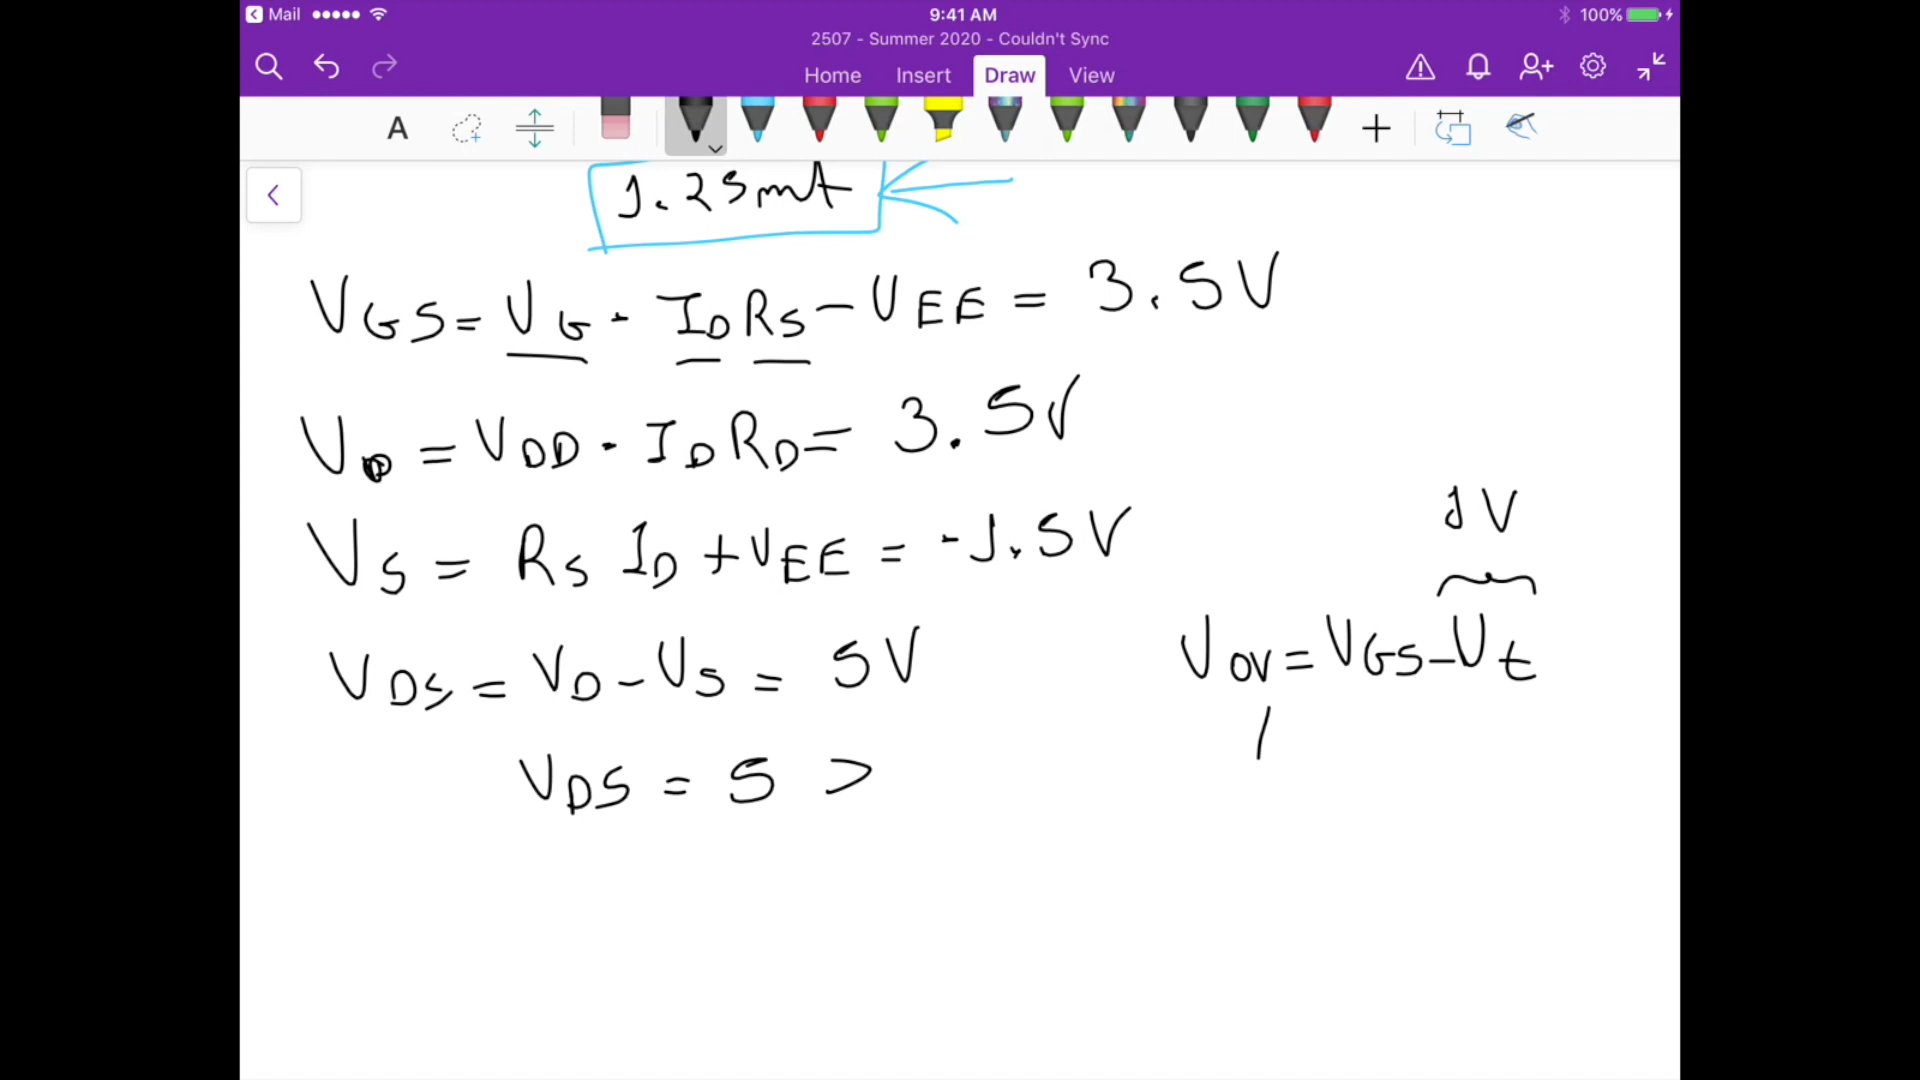 Mail 9:41 AM 100%
2507 - Summer 2020 - Couldn't Sync
Home Insert Draw View
A
1.25mA
VGS = VG - IDRS - VEE = 3.5V
VD = VDD - IDRD = 3.5V
VS = RS ID + VEE = -1.5V
1V
VDS = VD - VS = 5V
VOV = VGS - Vt
VDS = 5 >